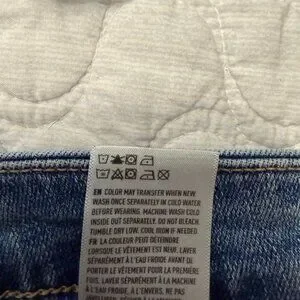 EN COLOR MAY TRANSFER WHEN NEW
WASH ONCE SEPARATELY IN COLD WATER
BEFORE WEARING. MACHINE WASH COLD
INSIDE OUT SEPARATELY. DO NOT BLEACH.
TUMBLE DRY LOW. COOL IRON IF NEEDED
FR LA COULEUR PEUT DÉTEINDRE
LORSQUE LE VÊTEMENT EST NEUF. LAVER
SÉPARÉMENT À L'EAU FROIDE AVANT DE
PORTER LE VÊTEMENT POUR LA PREMIÈRE
FOIS. LAVER SÉPARÉMENT À LA MACHINE
À L'EAU FROIDE, À L'ENVERS. NE PAS